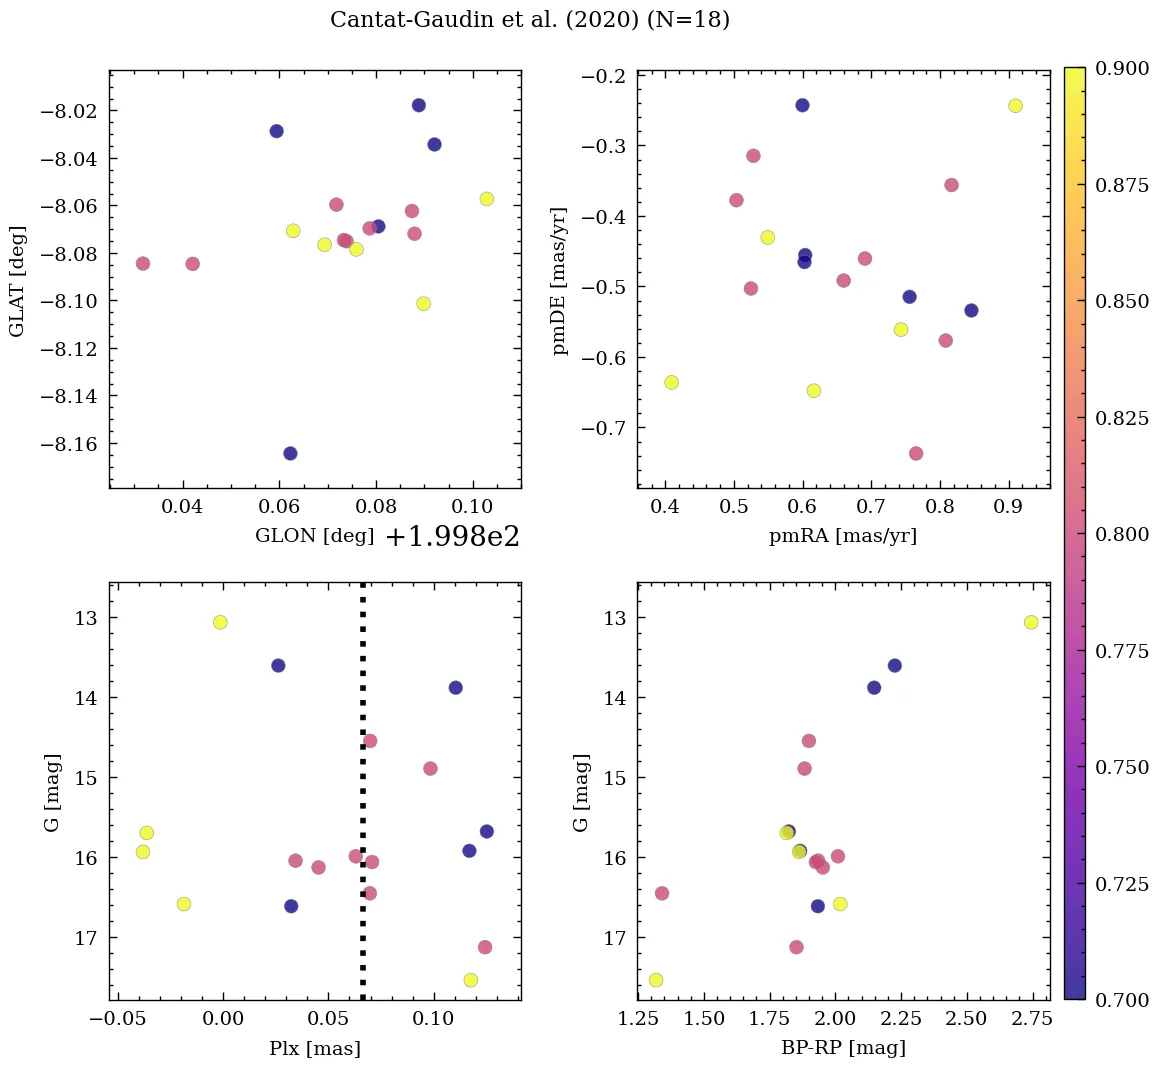 Cantat-Gaudin et al. (2020) (N=18)
−8.02
−8.04
−8.06
−8.08
−8.10
−8.12
−8.14
−8.16
GLAT [deg]
0.04 0.06 0.08 0.10
GLON [deg] +1.998e2
−0.2
−0.3
−0.4
−0.5
−0.6
−0.7
pmDE [mas/yr]
0.4 0.5 0.6 0.7 0.8 0.9
pmRA [mas/yr]
13
14
15
16
17
G [mag]
−0.05 0.00 0.05 0.10
Plx [mas]
13
14
15
16
17
G [mag]
1.25 1.50 1.75 2.00 2.25 2.50 2.75
BP-RP [mag]
0.900
0.875
0.850
0.825
0.800
0.775
0.750
0.725
0.700